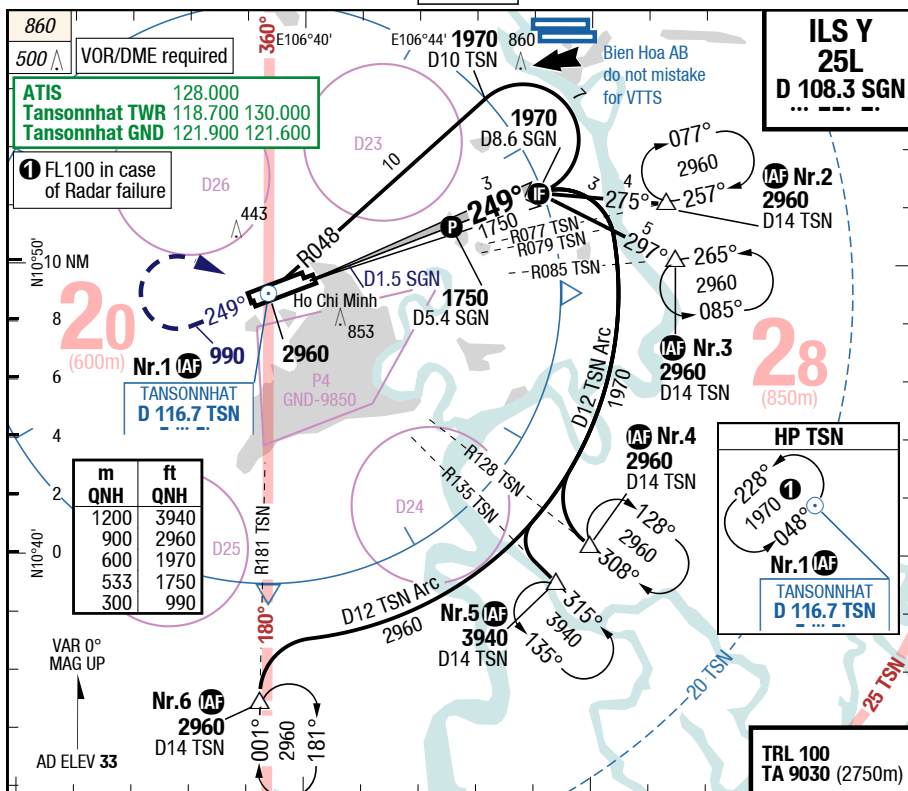 860
500
VOR/DME required
ATIS 128.000
Tansonnhat TWR 118.700 130.000
Tansonnhat GND 121.900 121.600
1 FL100 in case
of Radar failure
360°
E106°40'
E106°44'
1970
D10 TSN
860
Bien Hoa AB
do not mistake
for VTTS
ILS Y
25L
D 108.3 SGN
D23
D26
443
10
7
1970
D8.6 SGN
IF
3
249°
1750
P
R048
R077 TSN
R079 TSN
R085 TSN
3
4
275°
5
297°
077°
2960
257°
IAF Nr.2
2960
D14 TSN
265°
2960
085°
IAF Nr.3
2960
D14 TSN
N10°50'
10 NM
8
6
4
2
0
N10°40'
20
(600m)
249°
990
D1.5 SGN
Ho Chi Minh
853
1750
D5.4 SGN
2960
Nr.1 IAF
TANSONNHAT
D 116.7 TSN
P4
GND-9850
28
(850m)
D12 TSN Arc
1970
IAF Nr.4
2960
D14 TSN
R128 TSN
R135 TSN
128°
2960
308°
HP TSN
228°
1970 1
048°
Nr.1 IAF
TANSONNHAT
D 116.7 TSN
m ft
QNH QNH
1200 3940
900 2960
600 1970
533 1750
300 990
D25
D24
R181 TSN
180°
D12 TSN Arc
2960
Nr.5 IAF
3940
D14 TSN
315°
3940
135°
20 TSN
25 TSN
VAR 0°
MAG UP
AD ELEV 33
Nr.6 IAF
2960
D14 TSN
001°
2960
181°
TRL 100
TA 9030 (2750m)